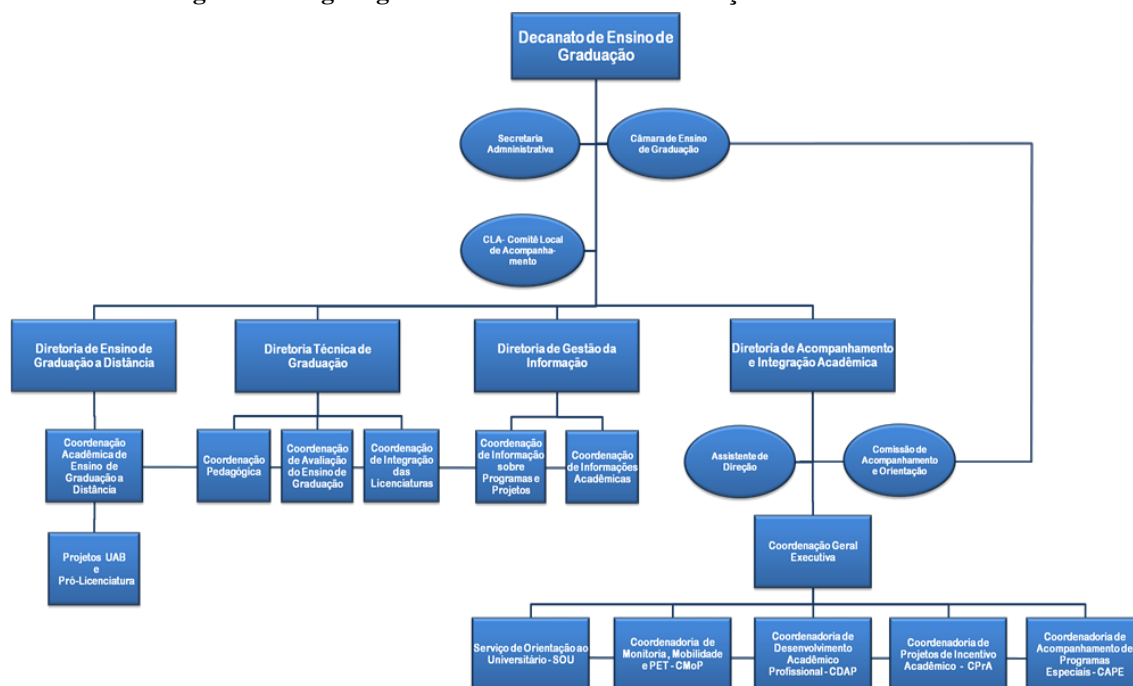 Decanato de Ensino de
Graduação
Secretaria
Admninistrativa
Câmara de Ensino
de Graduação
CLA- Comitê Local
de Acompanha-
mento
Diretoria de Ensino de
Graduação a Distância
Diretoria Técnica de
Graduação
Diretoria de Gestão da
Informação
Diretoria de Acompanhamento
e Integração Acadêmica
Coordenação
Acadêmica de
Ensino de
Graduação a
Distância
Coordenação
Pedagógica
Coordenação
de Avaliação
do Ensino de
Graduação
Coordenação
de Integração
das
Licenciaturas
Coordenação
de Informação
sobre
Programas e
Projetos
Coordenação
de Informações
Acadêmicas
Assistente de
Direção
Comissão de
Acompanhamento
e Orientação
Projetos UAB
e
Pró-Licenciatura
Coordenação Geral
Executiva
Serviço de Orientação ao
Universitário - SOU
Coordenadoria de
Monitoria, Mobilidade
e PET - CMoP
Coordenadoria de
Desenvolvimento
Acadêmico
Profissional - CDAP
Coordenadoria de
Projetos de Incentivo
Acadêmico - CPrA
Coordenadoria de
Acompanhamento de
Programas
Especiais - CAPE